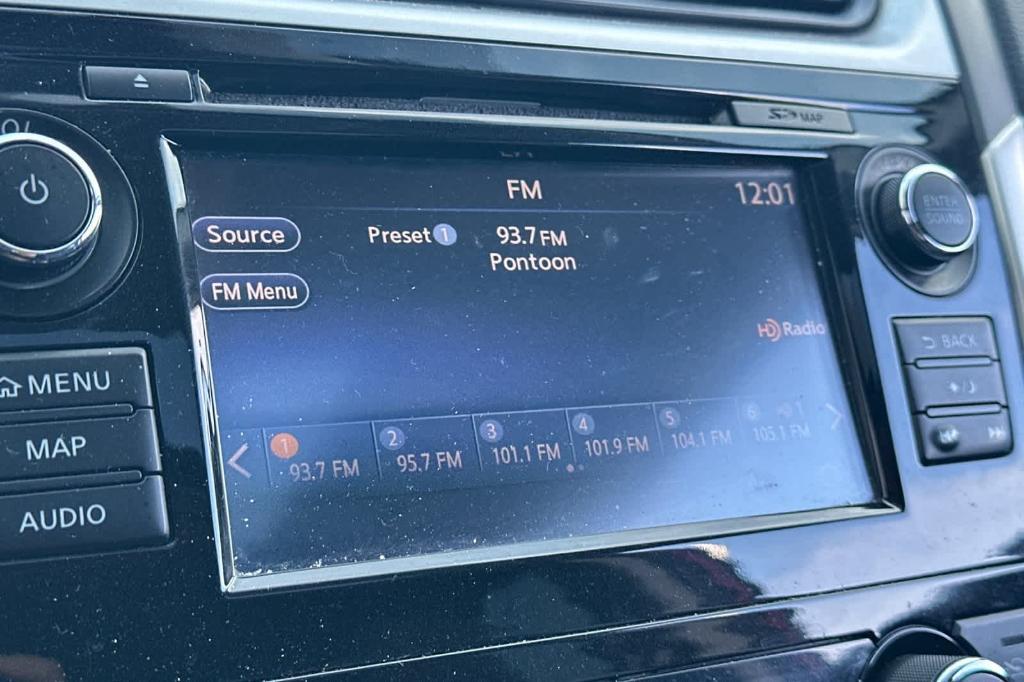 SD MAP
FM
12:01
Source
Preset 1 93.7 FM
Pontoon
FM Menu
HD Radio
1 93.7 FM
2 95.7 FM
3 101.1 FM
4 101.9 FM
5 104.1 FM
6 105.1 FM
MENU
MAP
AUDIO
ENTER
SOUND
BACK